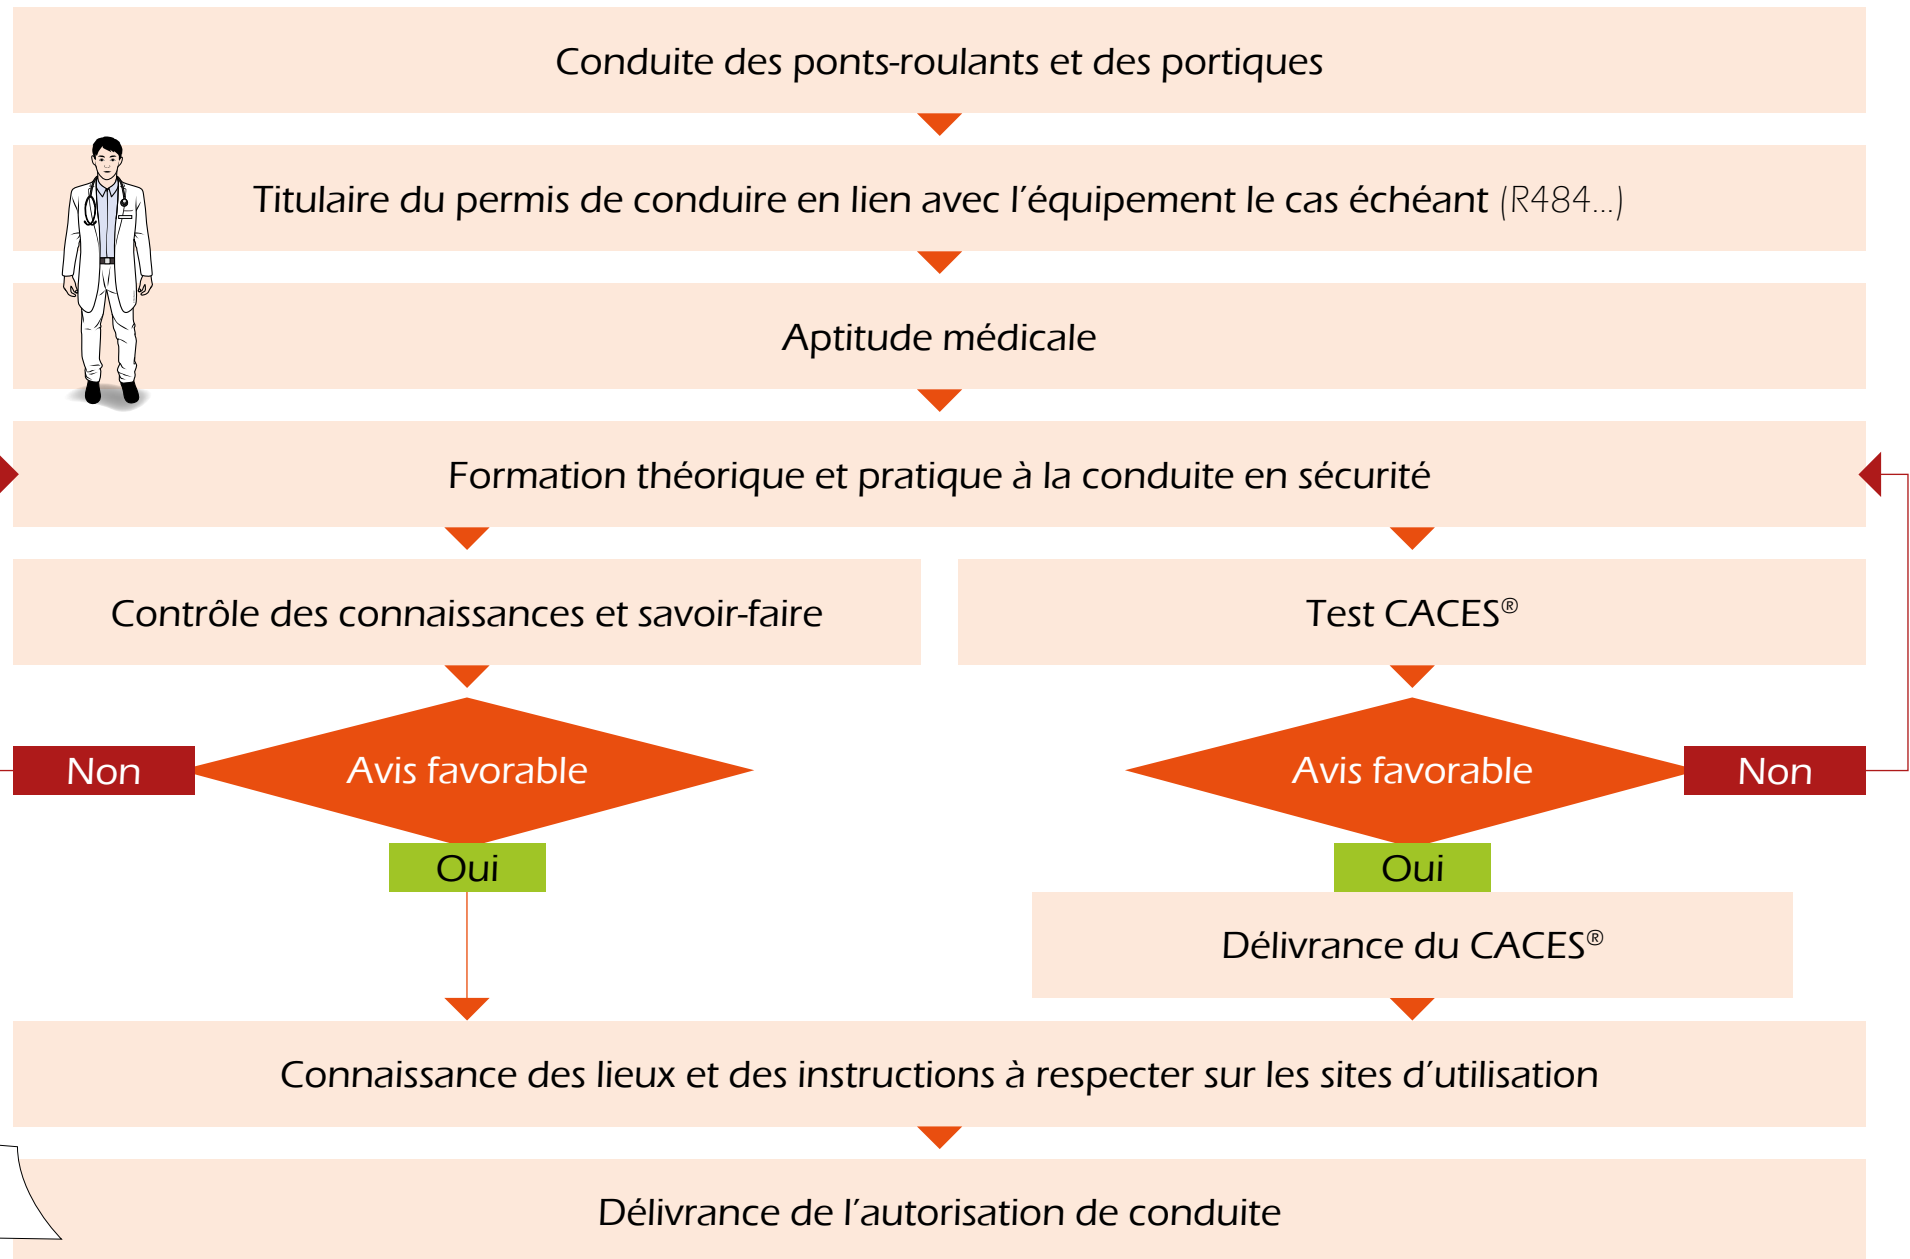 Conduite des ponts-roulants et des portiques
Titulaire du permis de conduire en lien avec l’équipement le cas échéant (R484...)
Aptitude médicale
Formation théorique et pratique à la conduite en sécurité
Contrôle des connaissances et savoir-faire
Test CACES®
Non
Avis favorable
Avis favorable
Non
Oui
Oui
Délivrance du CACES®
Connaissance des lieux et des instructions à respecter sur les sites d’utilisation
Délivrance de l’autorisation de conduite